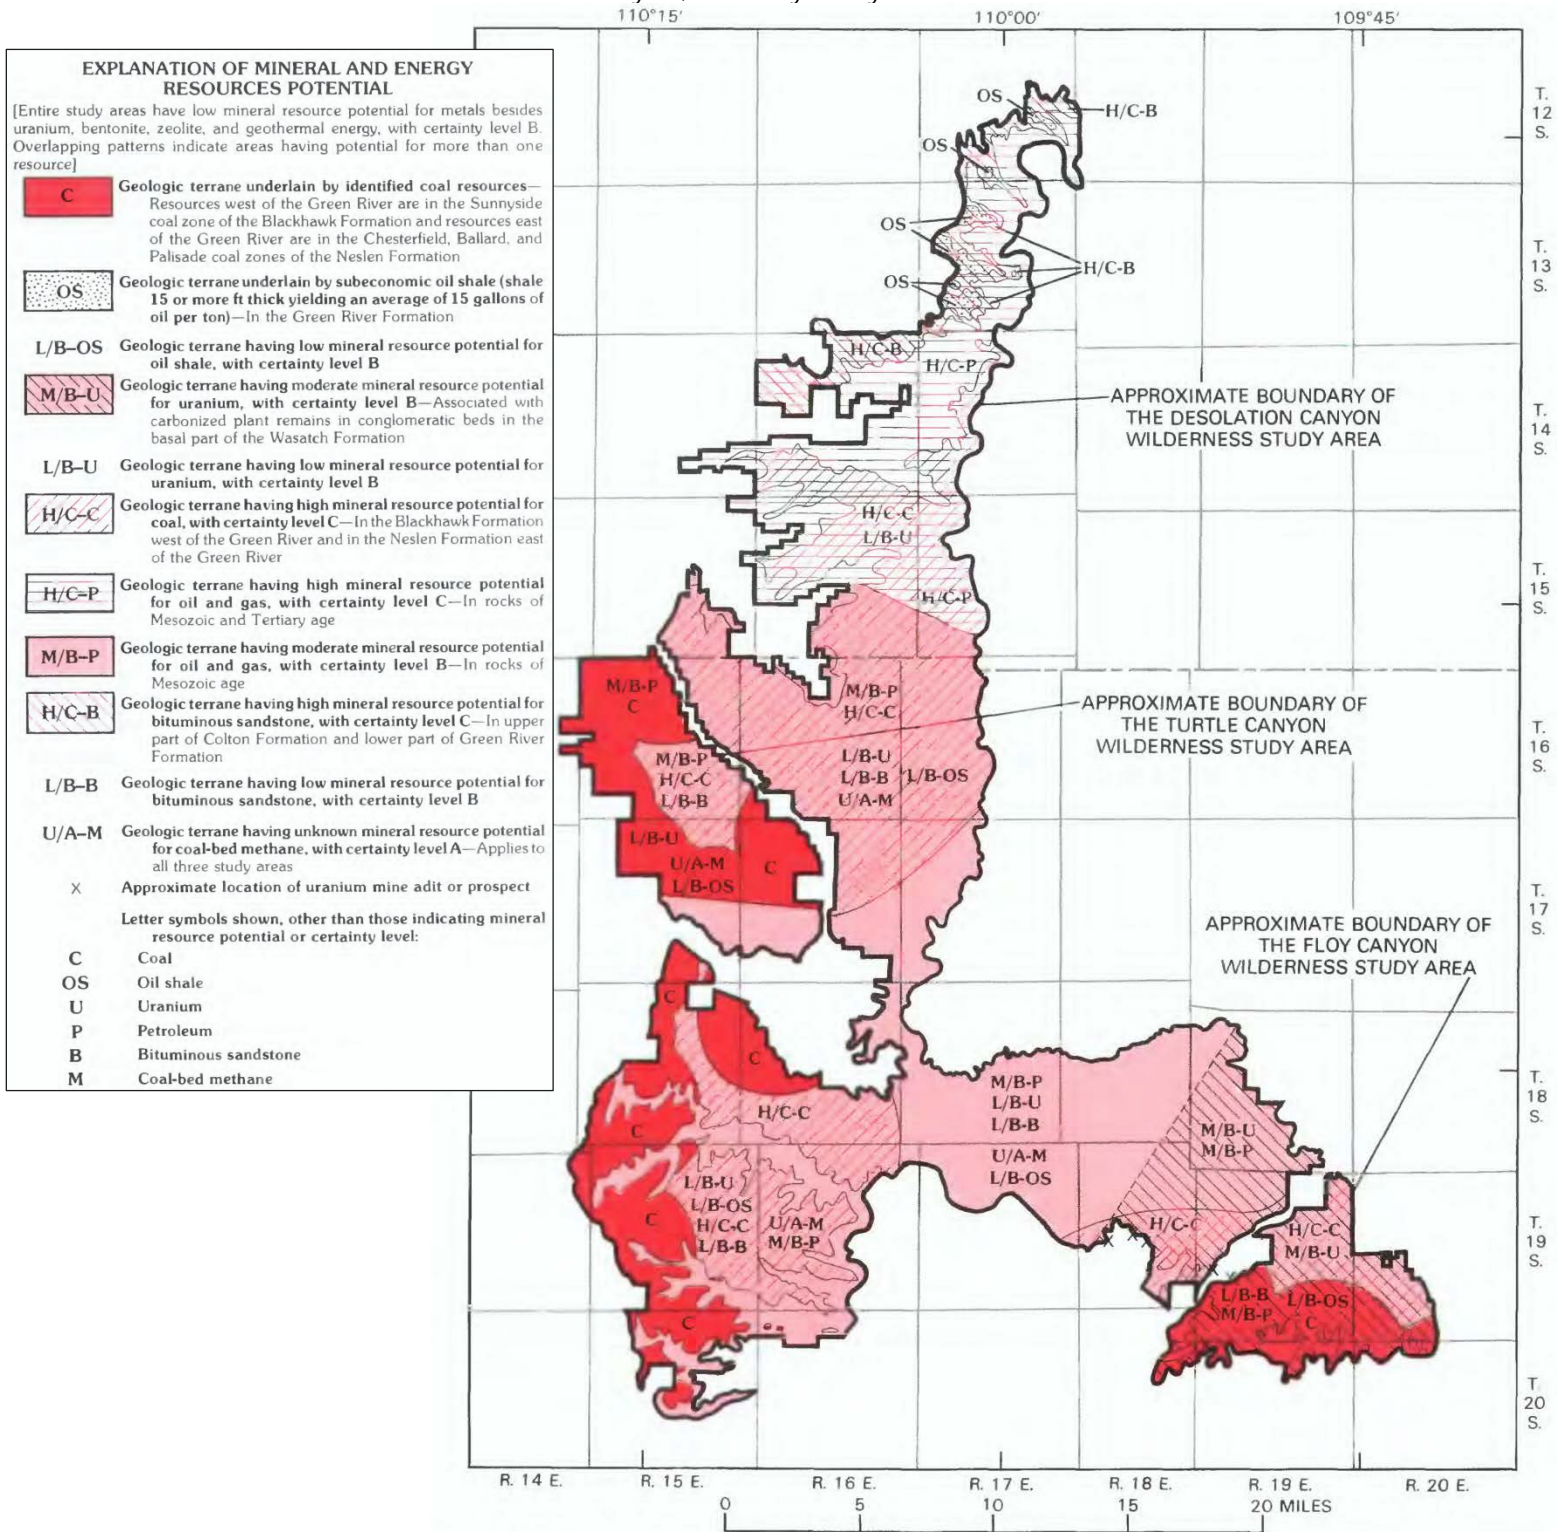 110°15′
110°00′
109°45′
EXPLANATION OF MINERAL AND ENERGY
RESOURCES POTENTIAL
[Entire study areas have low mineral resource potential for metals besides
uranium, bentonite, zeolite, and geothermal energy, with certainty level B.
Overlapping patterns indicate areas having potential for more than one
resource]
C
Geologic terrane underlain by identified coal resources—
Resources west of the Green River are in the Sunnyside
coal zone of the Blackhawk Formation and resources east
of the Green River are in the Chesterfield, Ballard, and
Palisade coal zones of the Neslen Formation
OS
Geologic terrane underlain by subeconomic oil shale (shale
15 or more ft thick yielding an average of 15 gallons of
oil per ton)—In the Green River Formation
L/B–OS
Geologic terrane having low mineral resource potential for
oil shale, with certainty level B
M/B–U
Geologic terrane having moderate mineral resource potential
for uranium, with certainty level B—Associated with
carbonized plant remains in conglomeratic beds in the
basal part of the Wasatch Formation
L/B–U
Geologic terrane having low mineral resource potential for
uranium, with certainty level B
H/C–C
Geologic terrane having high mineral resource potential for
coal, with certainty level C—In the Blackhawk Formation
west of the Green River and in the Neslen Formation east
of the Green River
H/C–P
Geologic terrane having high mineral resource potential
for oil and gas, with certainty level C—In rocks of
Mesozoic and Tertiary age
M/B–P
Geologic terrane having moderate mineral resource potential
for oil and gas, with certainty level B—In rocks of
Mesozoic age
H/C–B
Geologic terrane having high mineral resource potential for
bituminous sandstone, with certainty level C—In upper
part of Colton Formation and lower part of Green River
Formation
L/B–B
Geologic terrane having low mineral resource potential for
bituminous sandstone, with certainty level B
U/A–M
Geologic terrane having unknown mineral resource potential
for coal-bed methane, with certainty level A—Applies to
all three study areas
X
Approximate location of uranium mine adit or prospect
Letter symbols shown, other than those indicating mineral
resource potential or certainty level:
C Coal
OS Oil shale
U Uranium
P Petroleum
B Bituminous sandstone
M Coal-bed methane
OS
H/C-B
OS
OS
OS
H/C-B
OS
H/C-B
H/C-P
APPROXIMATE BOUNDARY OF
THE DESOLATION CANYON
WILDERNESS STUDY AREA
H/C-C
L/B-U
H/C-P
M/B-P
C
M/B-P
H/C-C
APPROXIMATE BOUNDARY OF
THE TURTLE CANYON
WILDERNESS STUDY AREA
M/B-P
H/C-C
L/B-B
L/B-U
L/B-B
L/B-OS
U/A-M
L/B-U
U/A-M
L/B-OS
C
APPROXIMATE BOUNDARY OF
THE FLOY CANYON
WILDERNESS STUDY AREA
C
C
H/C-C
M/B-P
L/B-U
L/B-B
U/A-M
L/B-OS
M/B-U
M/B-P
C
L/B-U
L/B-OS
H/C-C
L/B-B
U/A-M
M/B-P
C
C
H/C-C
H/C-C
M/B-U
L/B-B
M/B-P
L/B-OS
C
T.
12
S.
T.
13
S.
T.
14
S.
T.
15
S.
T.
16
S.
T.
17
S.
T.
18
S.
T.
19
S.
T.
20
S.
R. 14 E.
R. 15 E.
R. 16 E.
R. 17 E.
R. 18 E.
R. 19 E.
R. 20 E.
0
5
10
15
20 MILES